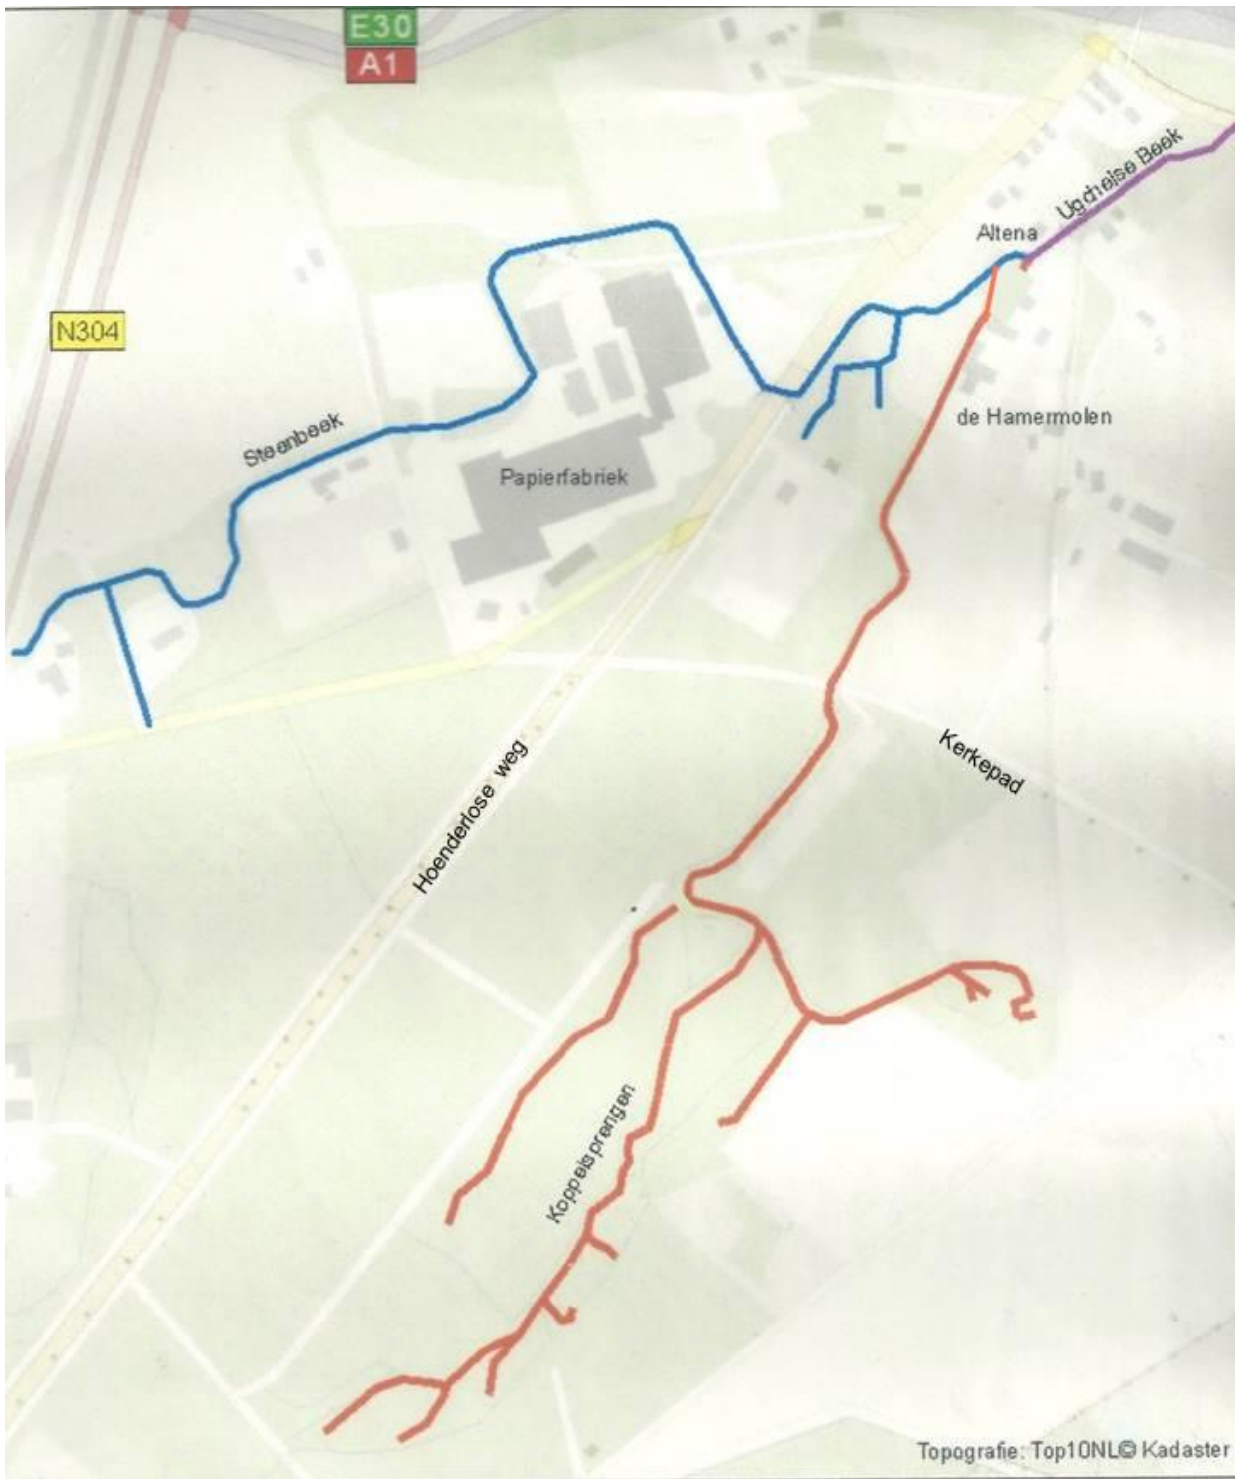 E30
A1
Ugchelse Beek
Altena
N304
de Hamermolen
Steenbeek
Papierfabriek
Kerkepad
Hoenderlose weg
Koppelsprengen
Topografie: Top10NL© Kadaster